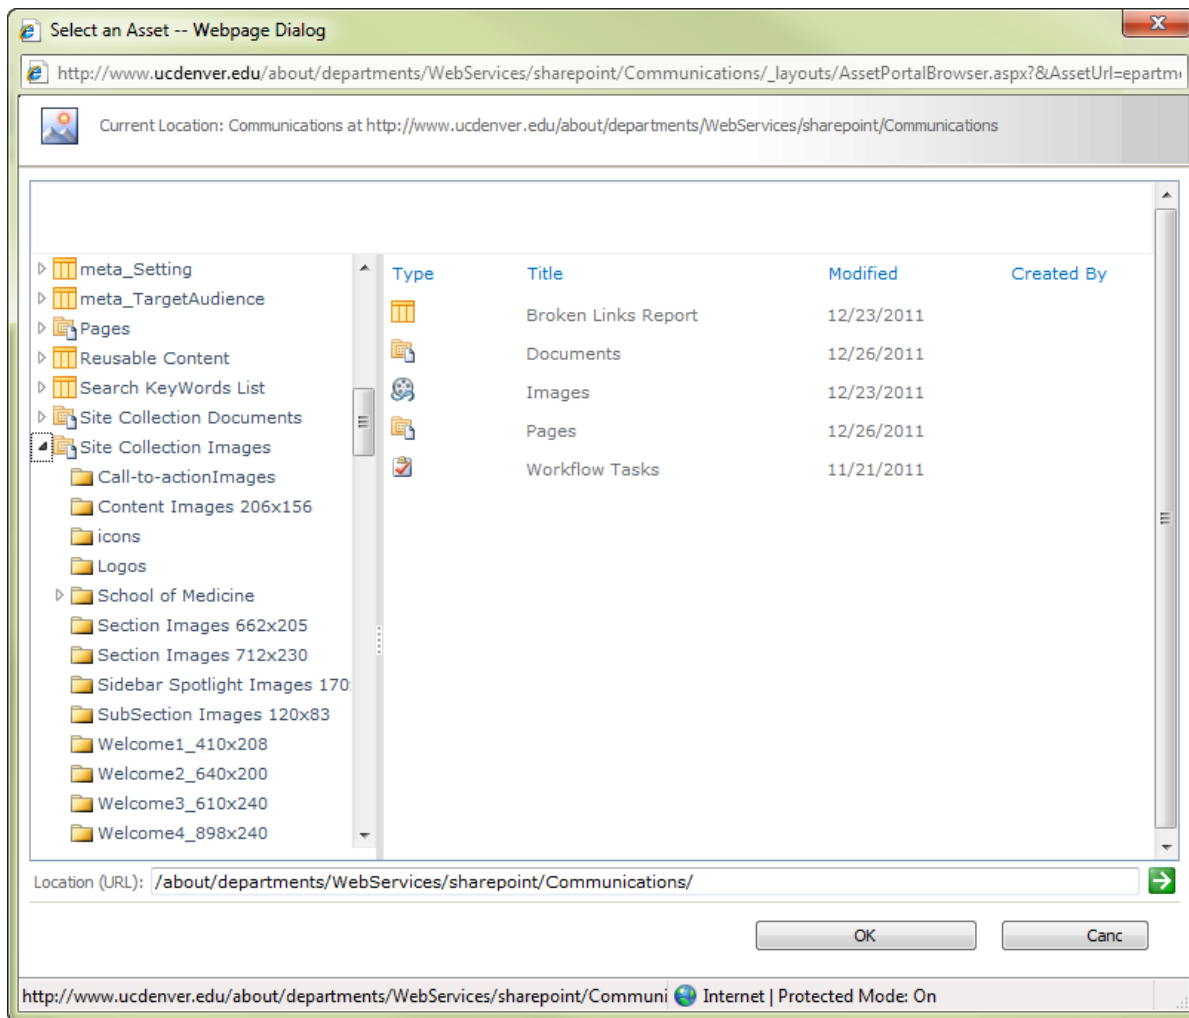 Select an Asset -- Webpage Dialog
http://www.ucdenver.edu/about/departments/WebServices/sharepoint/Communications/_layouts/AssetPortalBrowser.aspx?&AssetUrl=epartm
Current Location: Communications at http://www.ucdenver.edu/about/departments/WebServices/sharepoint/Communications
meta_Setting
meta_TargetAudience
Pages
Reusable Content
Search KeyWords List
Site Collection Documents
Site Collection Images
Call-to-actionImages
Content Images 206x156
icons
Logos
School of Medicine
Section Images 662x205
Section Images 712x230
Sidebar Spotlight Images 170
SubSection Images 120x83
Welcome1_410x208
Welcome2_640x200
Welcome3_610x240
Welcome4_898x240
Type Title Modified Created By
Broken Links Report 12/23/2011
Documents 12/26/2011
Images 12/23/2011
Pages 12/26/2011
Workflow Tasks 11/21/2011
Location (URL): /about/departments/WebServices/sharepoint/Communications/
OK Canc
http://www.ucdenver.edu/about/departments/WebServices/sharepoint/Communi Internet | Protected Mode: On